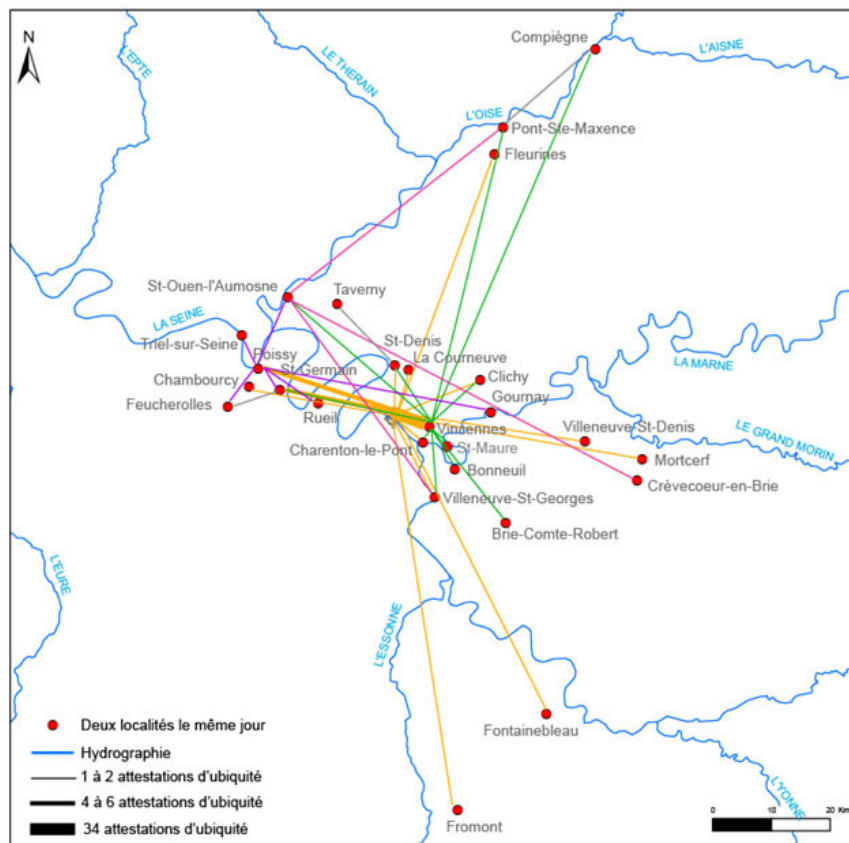 N
L'EPTE
LE THERAIN
Compiègne
L'AISNE
L'OISE
Pont-Ste-Maxence
Fleurines
St-Ouen-l'Aumosne
Taverny
LA SEINE
Triel-sur-Seine
St-Denis
La Courneuve
Poissy
St-Germain
Clichy
LA MARNE
Chambourcy
Gournay
Feucherolles
Rueil
Vincennes
Villeneuve-St-Denis
LE GRAND MORIN
Charenton-le-Pont
St-Maure
Mortcerf
Bonneuil
Crèvecoeur-en-Brie
Villeneuve-St-Georges
Brie-Comte-Robert
L'EURE
L'ESSONNE
Fontainebleau
L'YONNE
Fromont
Deux localités le même jour
Hydrographie
1 à 2 attestations d'ubiquité
4 à 6 attestations d'ubiquité
34 attestations d'ubiquité
0 10 20 Km